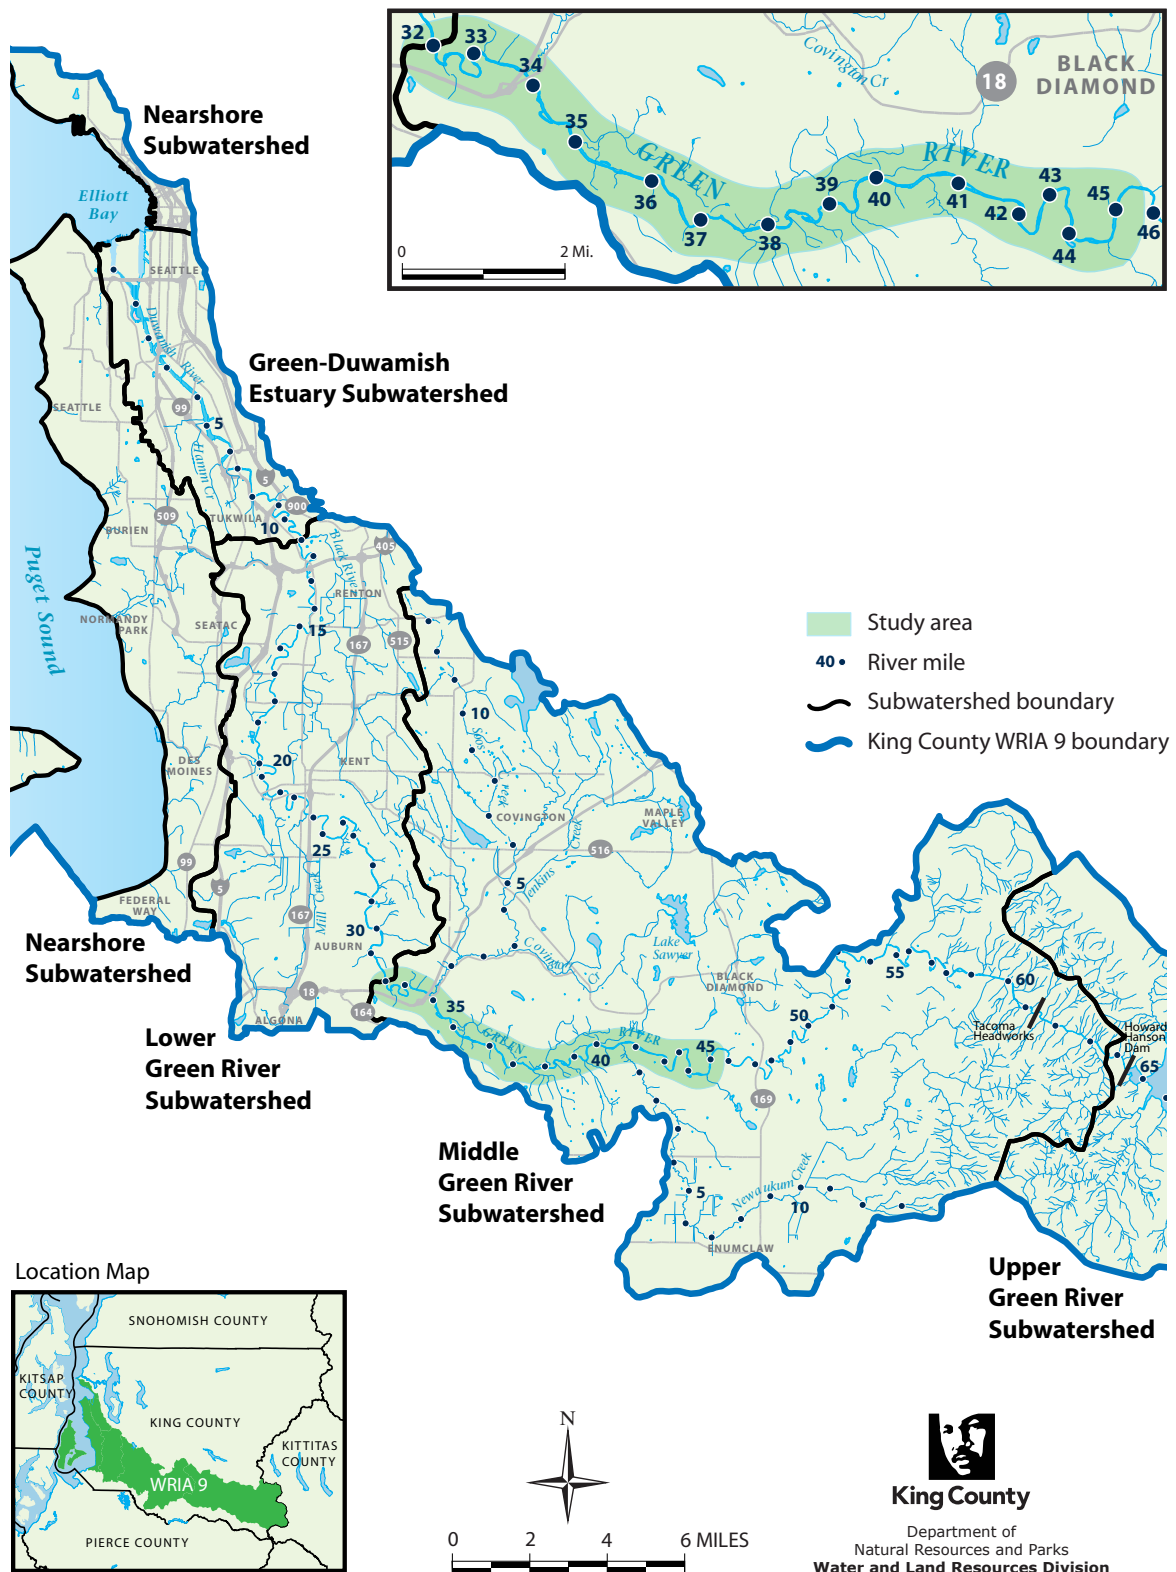 32
33
34
35
36
37
38
39
40
41
42
43
44
45
46
Covington Cr
18
BLACK
DIAMOND
GREEN
RIVER
0
2 Mi.
Nearshore
Subwatershed
Elliott
Bay
SEATTLE
Duwamish River
Green-Duwamish
Estuary Subwatershed
SEATTLE
99
5
Hamm Cr
5
900
509
TUKWILA
10
BURIEN
Black River
405
RENTON
Puget Sound
NORMANDY
PARK
SEATAC
15
167
515
Study area
40
River mile
Subwatershed boundary
King County WRIA 9 boundary
10
Soos Creek
20
DES
MOINES
KENT
COVINGTON
MAPLE
VALLEY
25
99
5
Mill Creek
516
5
Jenkins Creek
FEDERAL
WAY
167
30
AUBURN
Covington Cr
Lake
Sawyer
Nearshore
Subwatershed
BLACK
DIAMOND
55
60
18
164
ALGONA
35
GREEN
RIVER
40
45
50
Tacoma
Headworks
Howard
Hanson
Dam
65
Lower
Green River
Subwatershed
169
Middle
Green River
Subwatershed
5
Newaukum Creek
10
ENUMCLAW
Upper
Green River
Subwatershed
Location Map
SNOHOMISH COUNTY
KITSAP
COUNTY
KING COUNTY
KITTITAS
COUNTY
WRIA 9
PIERCE COUNTY
N
0
2
4
6 MILES
King County
Department of
Natural Resources and Parks
Water and Land Resources Division